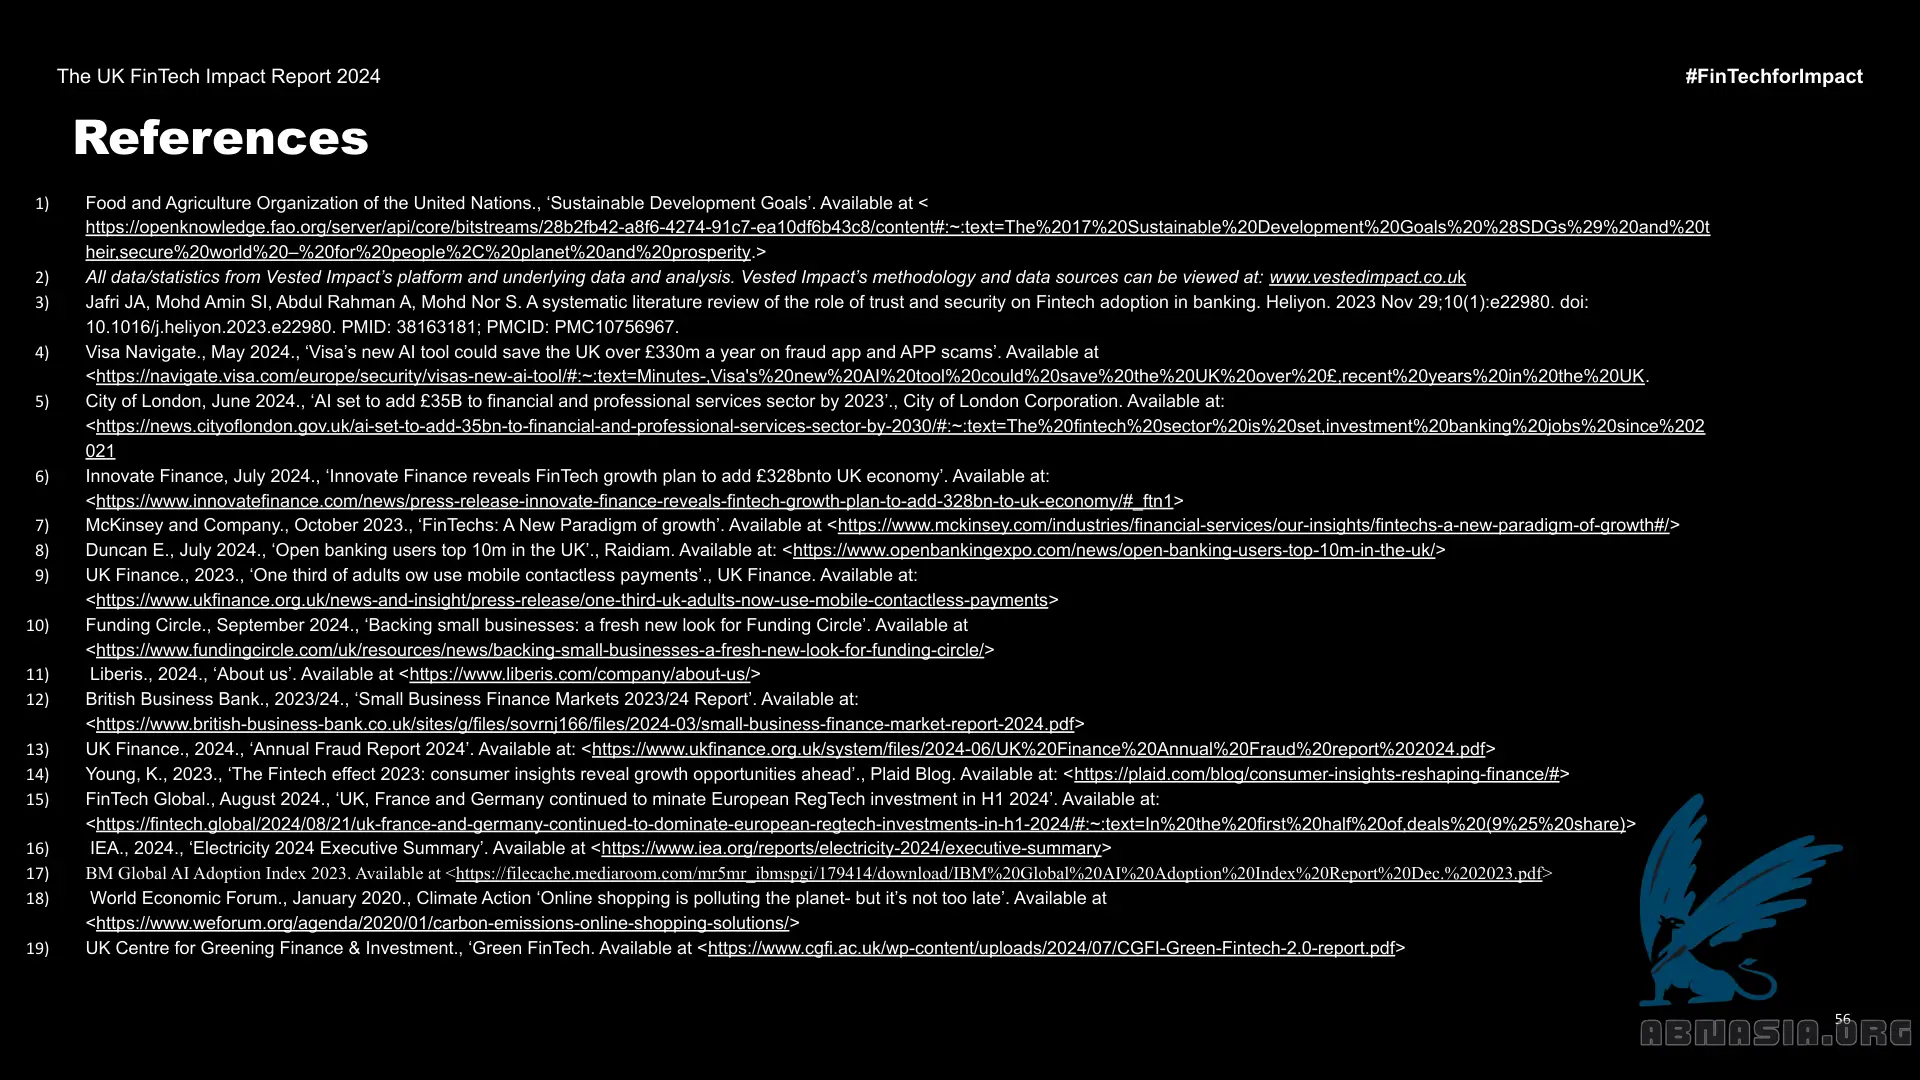 The UK FinTech Impact Report 2024
#FinTechforImpact
References
1) Food and Agriculture Organization of the United Nations., ‘Sustainable Development Goals’. Available at <
https://openknowledge.fao.org/server/api/core/bitstreams/28b2fb42-a8f6-4274-91c7-ea10df6b43c8/content#:~:text=The%2017%20Sustainable%20Development%20Goals%20%28SDGs%29%20and%20t
heir,secure%20world%20–%20for%20people%2C%20planet%20and%20prosperity.>
2) All data/statistics from Vested Impact’s platform and underlying data and analysis. Vested Impact’s methodology and data sources can be viewed at: www.vestedimpact.co.uk
3) Jafri JA, Mohd Amin SI, Abdul Rahman A, Mohd Nor S. A systematic literature review of the role of trust and security on Fintech adoption in banking. Heliyon. 2023 Nov 29;10(1):e22980. doi:
10.1016/j.heliyon.2023.e22980. PMID: 38163181; PMCID: PMC10756967.
4) Visa Navigate., May 2024., ‘Visa’s new AI tool could save the UK over £330m a year on fraud app and APP scams’. Available at
<https://navigate.visa.com/europe/security/visas-new-ai-tool/#:~:text=Minutes-,Visa's%20new%20AI%20tool%20could%20save%20the%20UK%20over%20£,recent%20years%20in%20the%20UK.
5) City of London, June 2024., ‘AI set to add £35B to financial and professional services sector by 2023’., City of London Corporation. Available at:
<https://news.cityoflondon.gov.uk/ai-set-to-add-35bn-to-financial-and-professional-services-sector-by-2030/#:~:text=The%20fintech%20sector%20is%20set,investment%20banking%20jobs%20since%202
021
6) Innovate Finance, July 2024., ‘Innovate Finance reveals FinTech growth plan to add £328bnto UK economy’. Available at:
<https://www.innovatefinance.com/news/press-release-innovate-finance-reveals-fintech-growth-plan-to-add-328bn-to-uk-economy/#_ftn1>
7) McKinsey and Company., October 2023., ‘FinTechs: A New Paradigm of growth’. Available at <https://www.mckinsey.com/industries/financial-services/our-insights/fintechs-a-new-paradigm-of-growth#/>
8) Duncan E., July 2024., ‘Open banking users top 10m in the UK’., Raidiam. Available at: <https://www.openbankingexpo.com/news/open-banking-users-top-10m-in-the-uk/>
9) UK Finance., 2023., ‘One third of adults ow use mobile contactless payments’., UK Finance. Available at:
<https://www.ukfinance.org.uk/news-and-insight/press-release/one-third-uk-adults-now-use-mobile-contactless-payments>
10) Funding Circle., September 2024., ‘Backing small businesses: a fresh new look for Funding Circle’. Available at
<https://www.fundingcircle.com/uk/resources/news/backing-small-businesses-a-fresh-new-look-for-funding-circle/>
11) Liberis., 2024., ‘About us’. Available at <https://www.liberis.com/company/about-us/>
12) British Business Bank., 2023/24., ‘Small Business Finance Markets 2023/24 Report’. Available at:
<https://www.british-business-bank.co.uk/sites/g/files/sovrnj166/files/2024-03/small-business-finance-market-report-2024.pdf>
13) UK Finance., 2024., ‘Annual Fraud Report 2024’. Available at: <https://www.ukfinance.org.uk/system/files/2024-06/UK%20Finance%20Annual%20Fraud%20report%202024.pdf>
14) Young, K., 2023., ‘The Fintech effect 2023: consumer insights reveal growth opportunities ahead’., Plaid Blog. Available at: <https://plaid.com/blog/consumer-insights-reshaping-finance/#>
15) FinTech Global., August 2024., ‘UK, France and Germany continued to minate European RegTech investment in H1 2024’. Available at:
<https://fintech.global/2024/08/21/uk-france-and-germany-continued-to-dominate-european-regtech-investments-in-h1-2024/#:~:text=In%20the%20first%20half%20of,deals%20(9%25%20share)>
16) IEA., 2024., ‘Electricity 2024 Executive Summary’. Available at <https://www.iea.org/reports/electricity-2024/executive-summary>
17) BM Global AI Adoption Index 2023. Available at <https://filecache.mediaroom.com/mr5mr_ibmspgi/179414/download/IBM%20Global%20AI%20Adoption%20Index%20Report%20Dec.%202023.pdf>
18) World Economic Forum., January 2020., Climate Action ‘Online shopping is polluting the planet- but it’s not too late’. Available at
<https://www.weforum.org/agenda/2020/01/carbon-emissions-online-shopping-solutions/>
19) UK Centre for Greening Finance & Investment., ‘Green FinTech. Available at <https://www.cgfi.ac.uk/wp-content/uploads/2024/07/CGFI-Green-Fintech-2.0-report.pdf>
56
ABMASIA.ORG